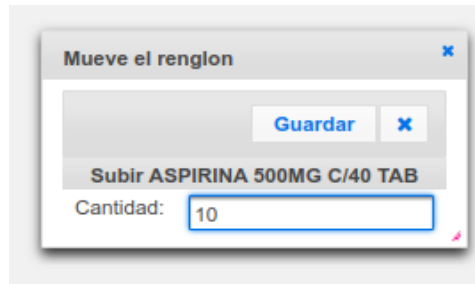 Mueve el renglon
Guardar
Subir ASPIRINA 500MG C/40 TAB
Cantidad: 10